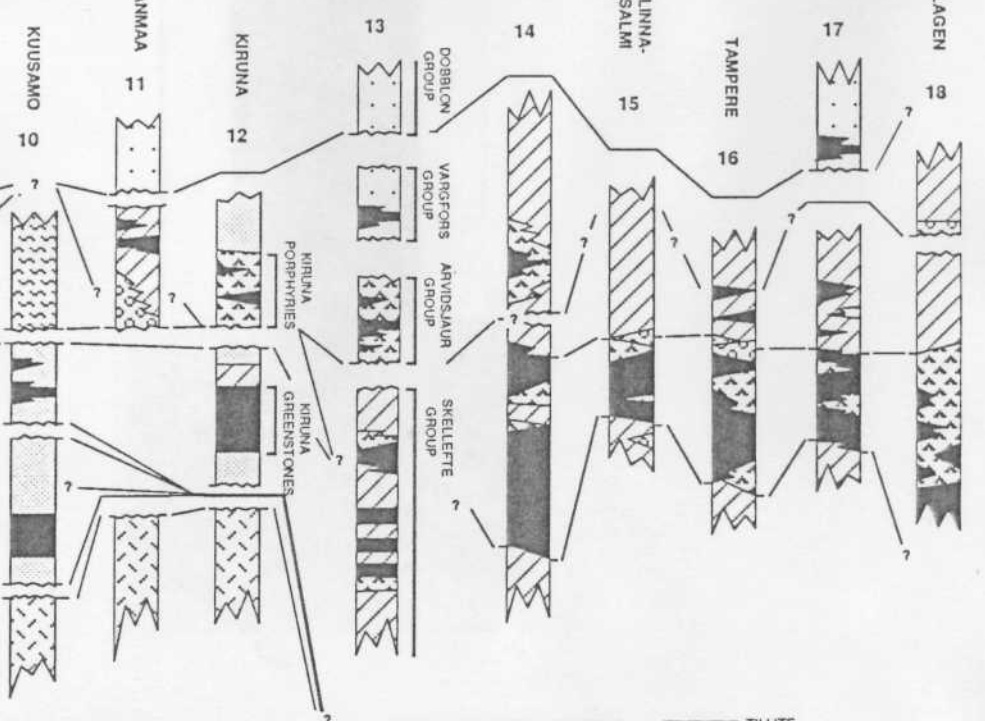 KUUSAMO
10
ANMAA
11
KIRUNA
12
KIRUNA PORPHYRIES
KIRUNA GREENSTONES
13
DOBBLON GROUP
VARGFORS GROUP
ARVIDSJAUR GROUP
SKELLEFTE GROUP
14
LINNA-
SALMI
15
TAMPERE
16
17
LAGEN
18
?
?
?
?
?
?
?
?
?
?
?
?
?
?